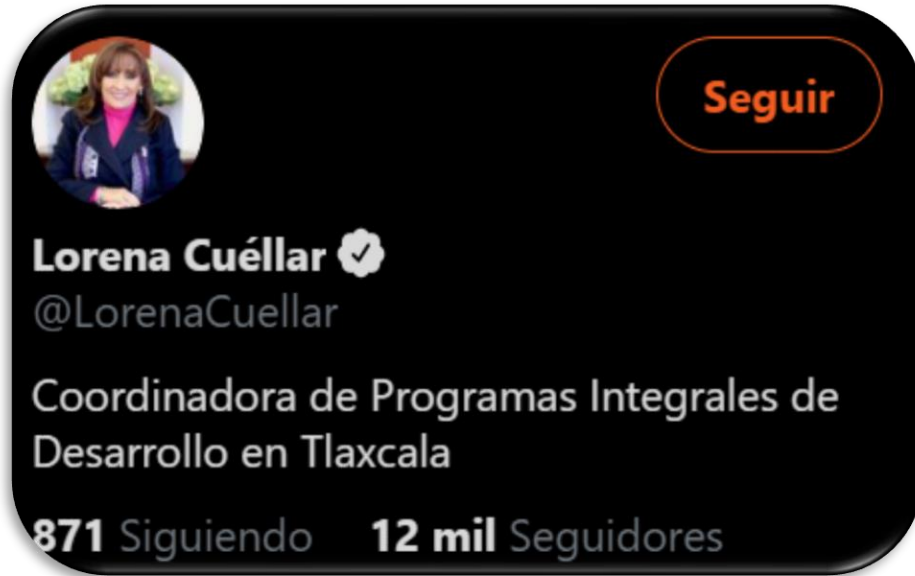 Seguir
Lorena Cuéllar
@LorenaCuellar
Coordinadora de Programas Integrales de
Desarrollo en Tlaxcala
871 Siguiendo 12 mil Seguidores